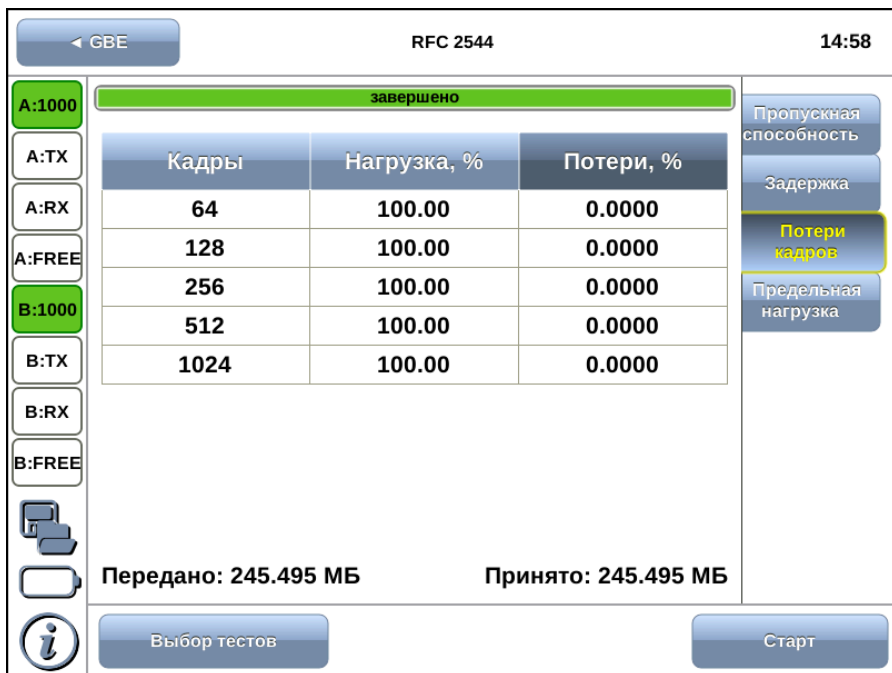 ◄ GBE
RFC 2544
14:58
A:1000
A:TX
A:RX
A:FREE
B:1000
B:TX
B:RX
B:FREE
завершено
Кадры Нагрузка, % Потери, %
64 100.00 0.0000
128 100.00 0.0000
256 100.00 0.0000
512 100.00 0.0000
1024 100.00 0.0000
Передано: 245.495 МБ Принято: 245.495 МБ
Пропускная
способность
Задержка
Потери
кадров
Предельная
нагрузка
i
Выбор тестов
Старт